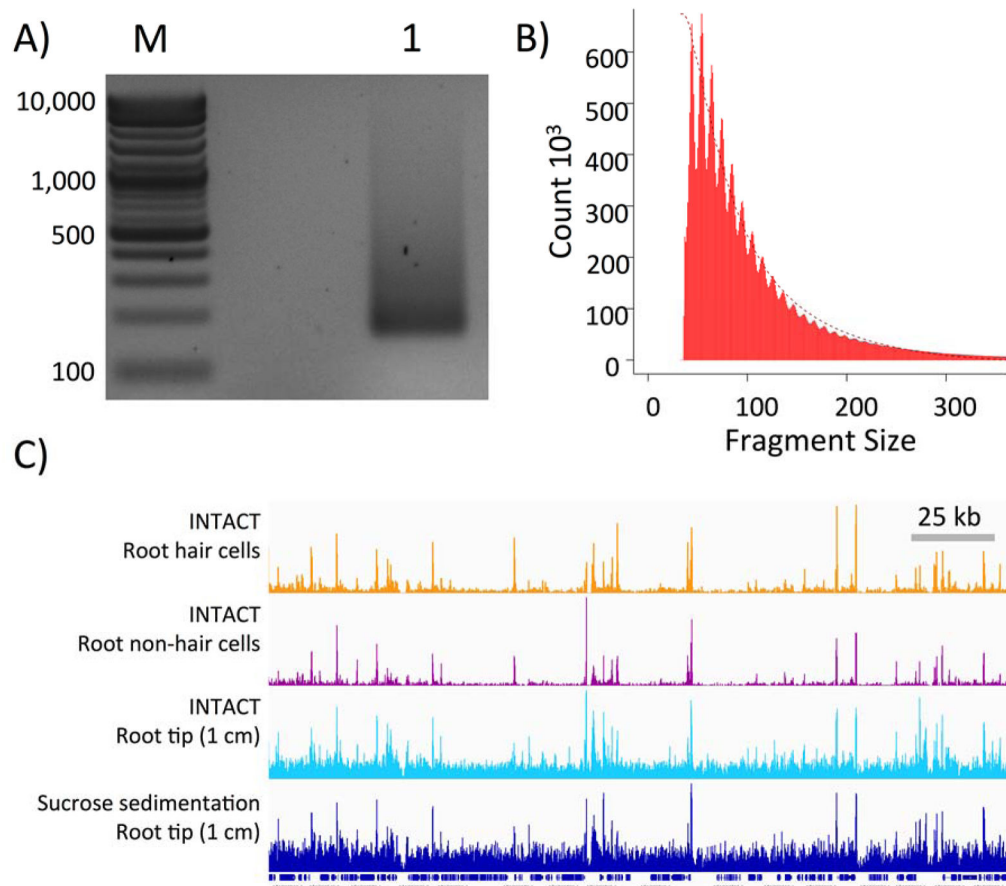 A)
M
1
10,000
1,000
500
100
B)
Count 10³
600
500
400
300
200
100
0
0
100
200
300
Fragment Size
C)
INTACT
Root hair cells
25 kb
INTACT
Root non-hair cells
INTACT
Root tip (1 cm)
Sucrose sedimentation
Root tip (1 cm)